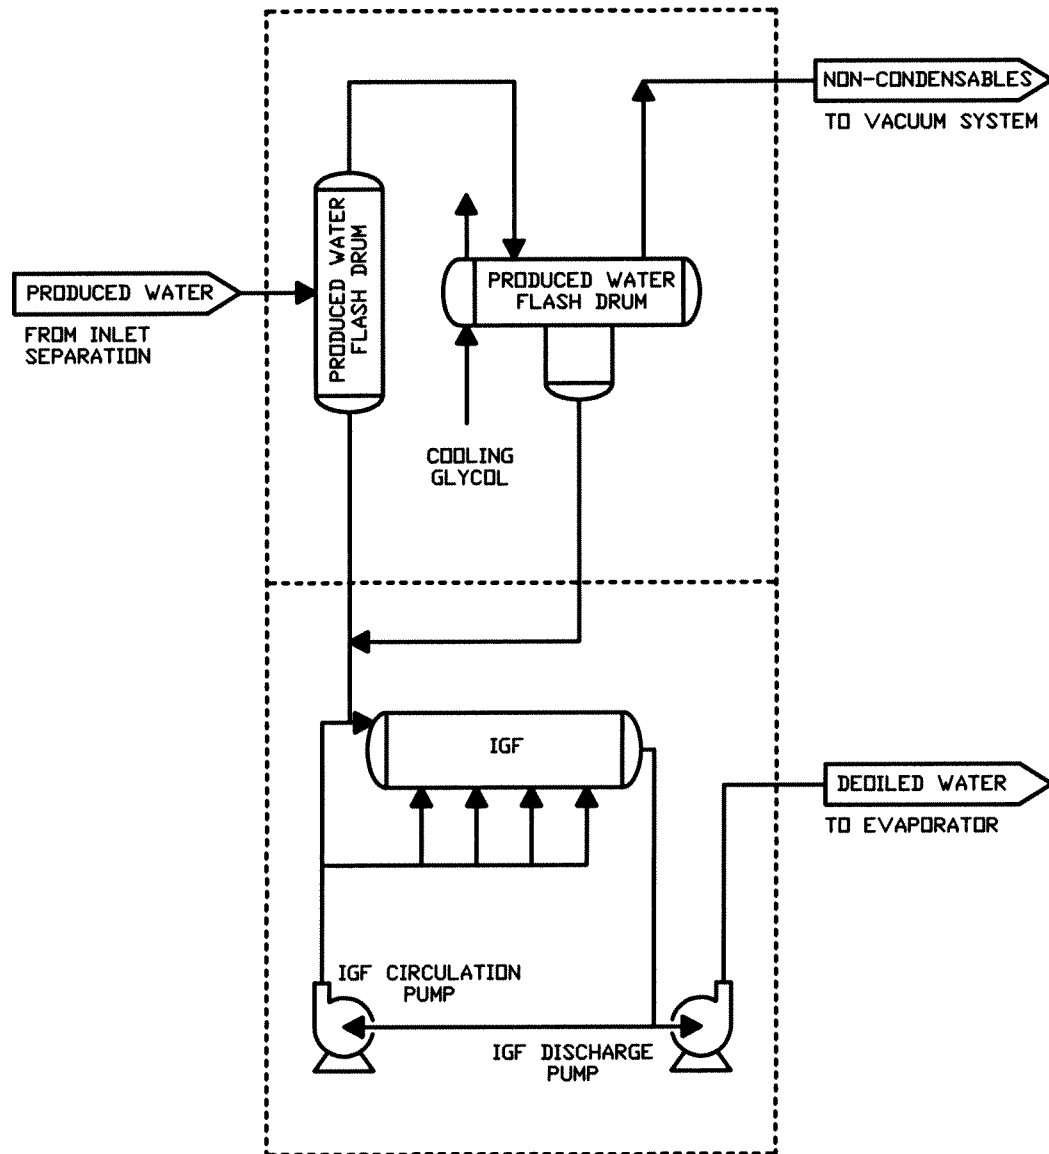 NON-CONDENSABLES
TO VACUUM SYSTEM
PRODUCED WATER
FLASH DRUM
PRODUCED WATER
FLASH DRUM
PRODUCED WATER
FROM INLET
SEPARATION
COOLING
GLYCOL
IGF
DEOILED WATER
TO EVAPORATOR
IGF CIRCULATION
PUMP
IGF DISCHARGE
PUMP